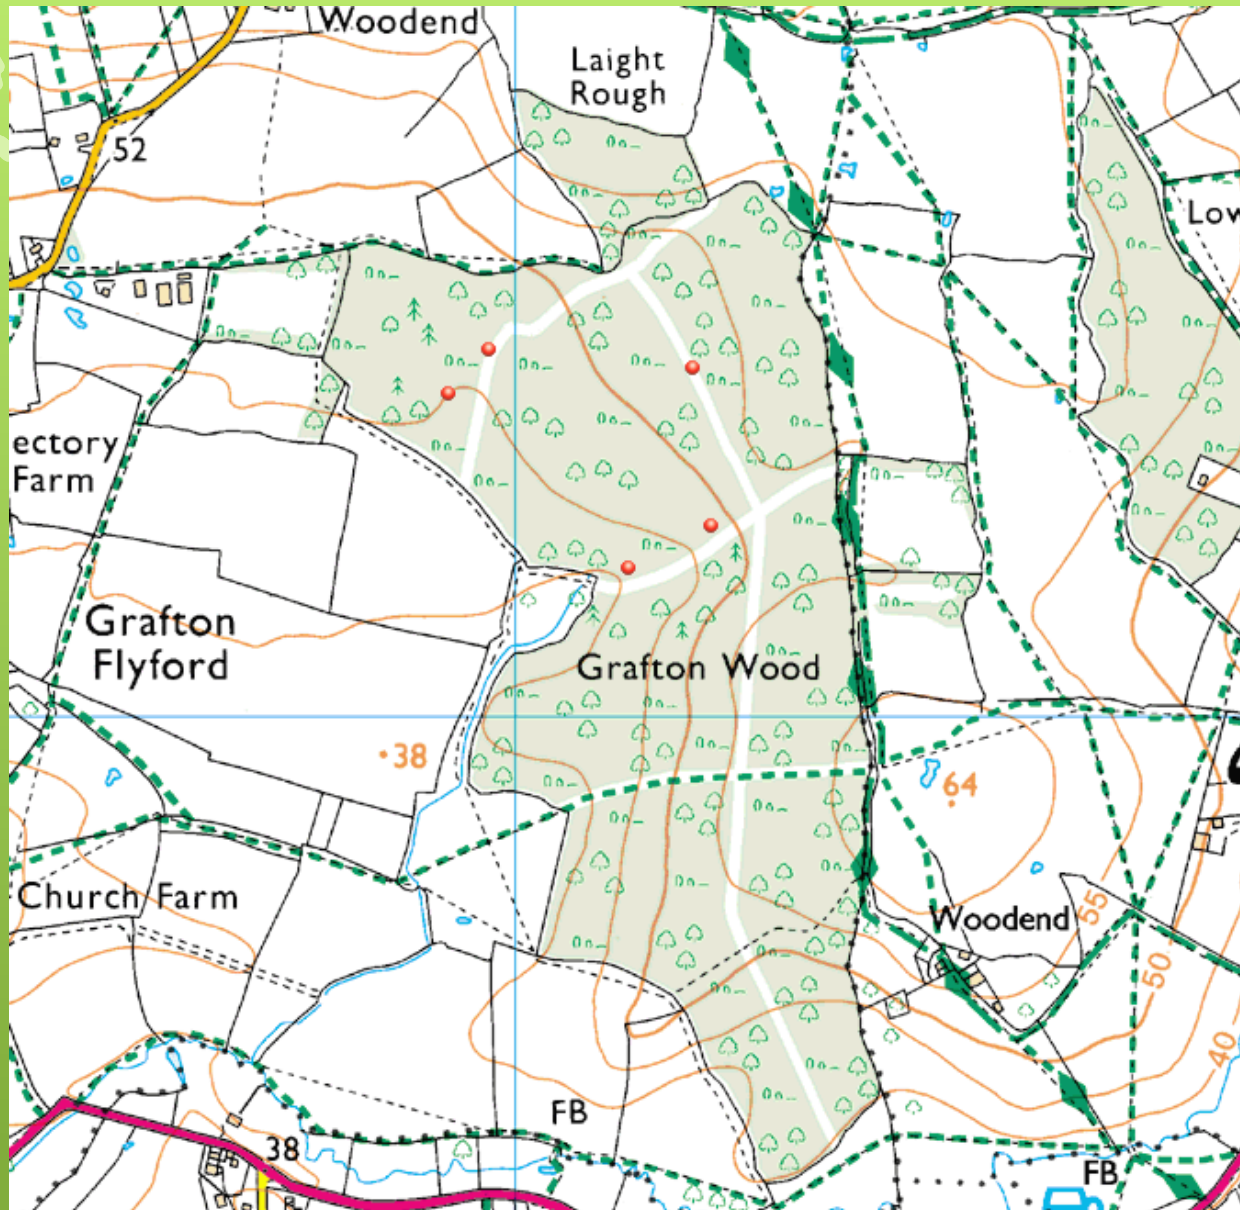 Woodend
Laight
Rough
52
Low
ectory
Farm
Grafton
Flyford
Grafton Wood
38
64
Church Farm
Woodend
55
50
40
FB
38
FB